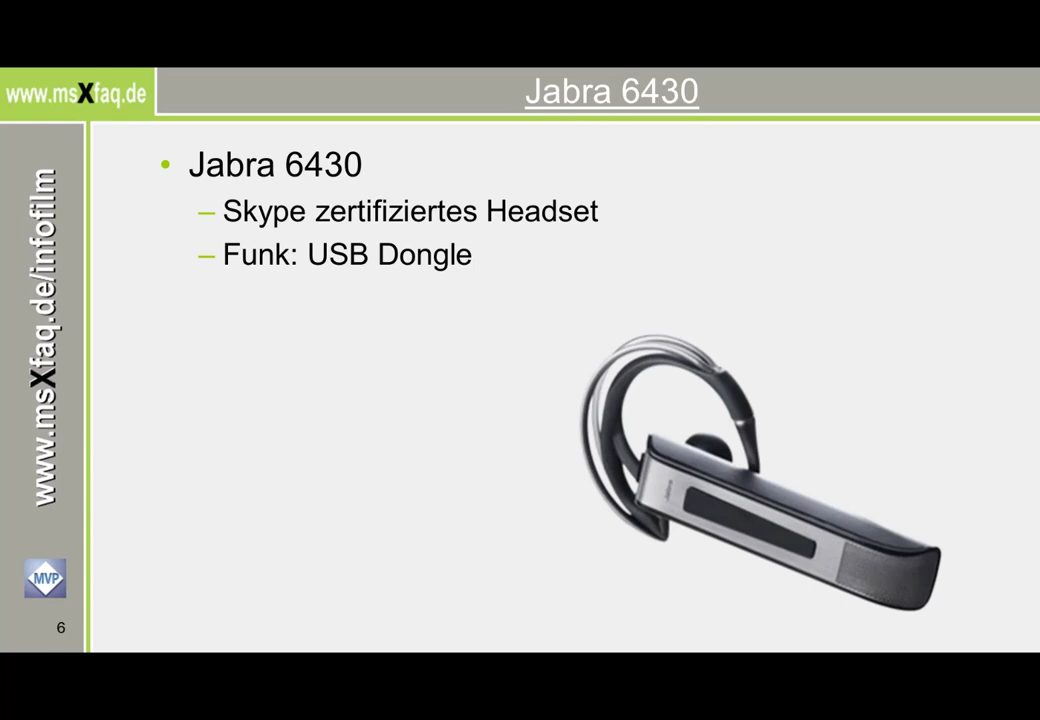 www.msXfaq.de
Jabra 6430
• Jabra 6430
– Skype zertifiziertes Headset
– Funk: USB Dongle
www.msXfaq.de/infofilm
Jabra
MVP
6